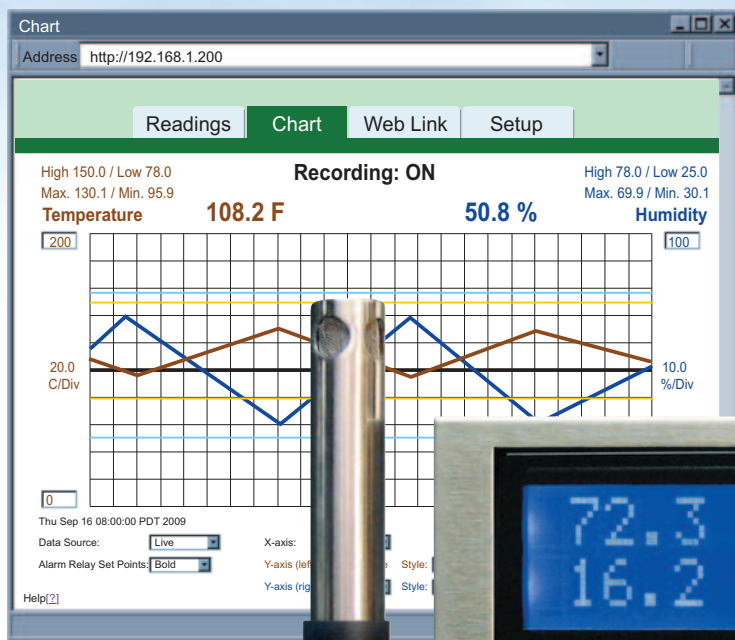 Chart
Address http://192.168.1.200
Readings Chart Web Link Setup
High 150.0 / Low 78.0 Recording: ON High 78.0 / Low 25.0
Max. 130.1 / Min. 95.9 Max. 69.9 / Min. 30.1
Temperature 108.2 F 50.8 % Humidity
200 100
20.0 10.0
C/Div %/Div
0
Thu Sep 16 08:00:00 PDT 2009
Data Source: Live X-axis:
Alarm Relay Set Points: Bold Y-axis Style:
Y-axis Style:
Help[?]
72.3
16.2